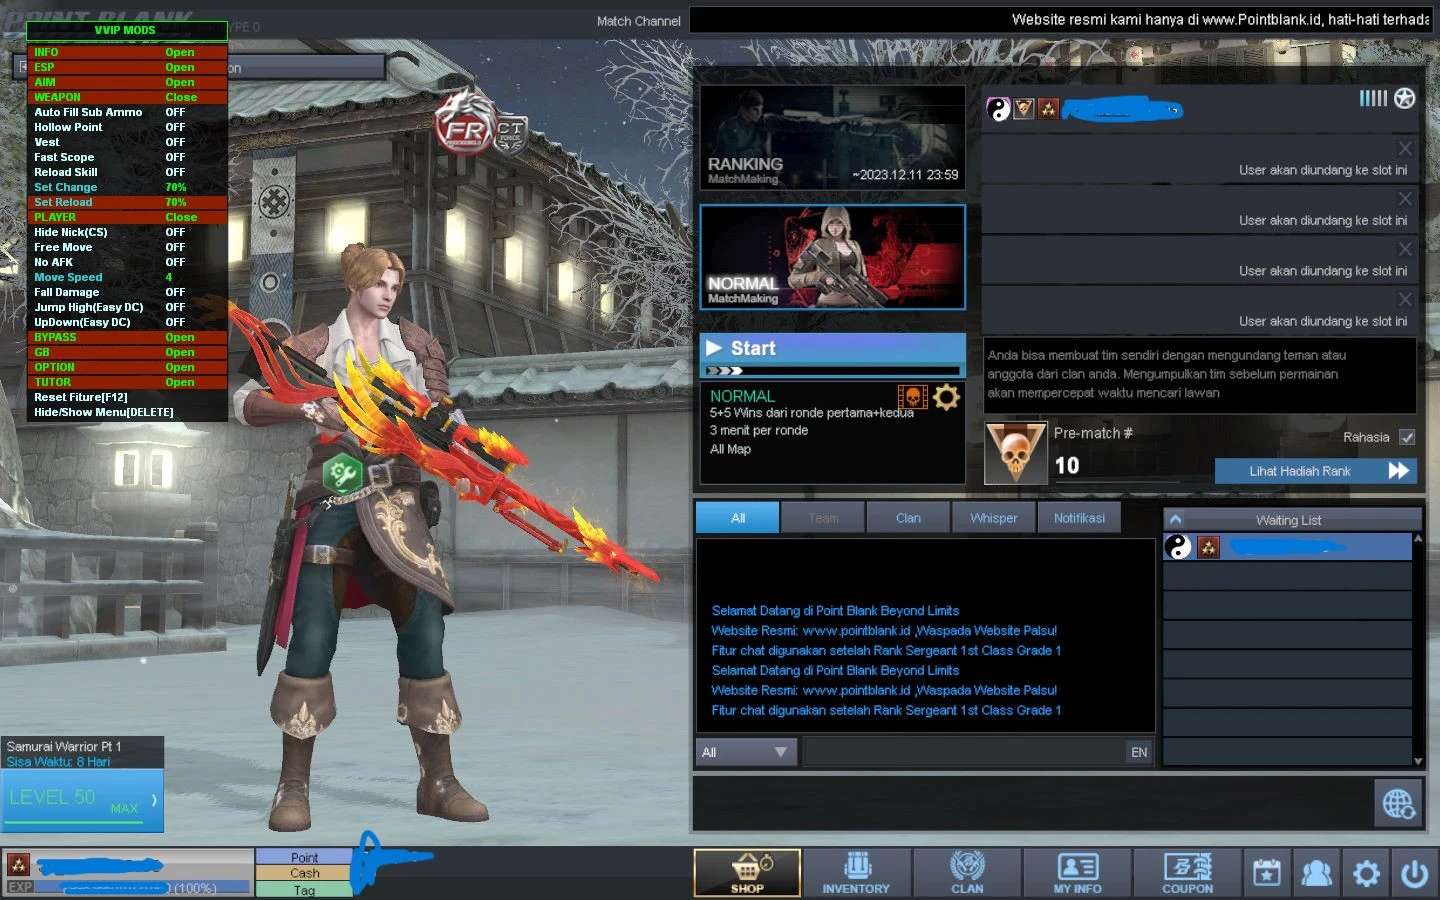 POINT BLANK
TYPE 0
Match Channel
Website resmi kami hanya di www.Pointblank.id, hati-hati terhada
VVIP MODS
INFO Open
ESP Open
AIM Open
WEAPON Close
Auto Fill Sub Ammo OFF
Hollow Point OFF
Vest OFF
Fast Scope OFF
Reload Skill OFF
Set Change 70%
Set Reload 70%
PLAYER Close
Hide Nick(CS) OFF
Free Move OFF
No AFK OFF
Move Speed 4
Fall Damage OFF
Jump High(Easy DC) OFF
UpDown(Easy DC) OFF
BYPASS Open
GB Open
OPTION Open
TUTOR Open
Reset Fiture[F12]
Hide/Show Menu[DELETE]
FR
CT
FORCE
RANKING
MatchMaking
~2023.12.11 23:59
NORMAL
MatchMaking
Start
NORMAL
5+5 Wins dari ronde pertama+kedua
3 menit per ronde
All Map
User akan diundang ke slot ini
User akan diundang ke slot ini
User akan diundang ke slot ini
User akan diundang ke slot ini
Anda bisa membuat tim sendiri dengan mengundang teman atau
anggota dari clan anda. Mengumpulkan tim sebelum permainan
akan mempercepat waktu mencari lawan
Pre-match #
10
Rahasia
Lihat Hadiah Rank
All Team Clan Whisper Notifikasi
Selamat Datang di Point Blank Beyond Limits
Website Resmi: www.pointblank.id ,Waspada Website Palsu!
Fitur chat digunakan setelah Rank Sergeant 1st Class Grade 1
Selamat Datang di Point Blank Beyond Limits
Website Resmi: www.pointblank.id ,Waspada Website Palsu!
Fitur chat digunakan setelah Rank Sergeant 1st Class Grade 1
All
EN
Waiting List
Samurai Warrior Pt 1
Sisa Waktu: 8 Hari
LEVEL 50
MAX
EXP
(100%)
Point
Cash
Tag
SHOP INVENTORY CLAN MY INFO COUPON